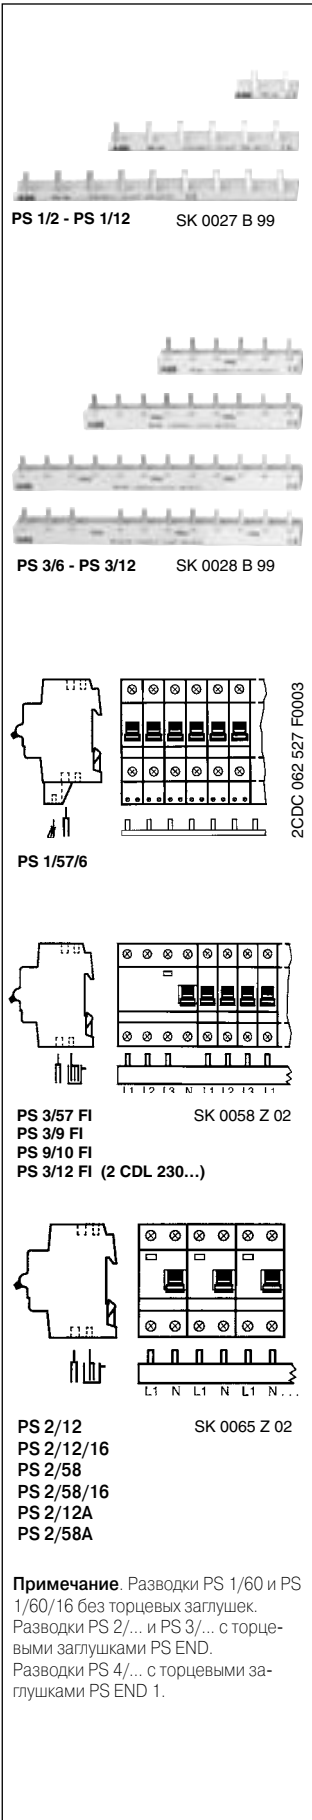 PS 1/2 - PS 1/12 SK 0027 B 99
PS 3/6 - PS 3/12 SK 0028 B 99
2CDC 062 527 F0003
PS 1/57/6
L1 L2 L3 N L1 L2 L3 L1
PS 3/57 FI SK 0058 Z 02
PS 3/9 FI
PS 9/10 FI
PS 3/12 FI (2 CDL 230...)
L1 N L1 N L1 N...
PS 2/12 SK 0065 Z 02
PS 2/12/16
PS 2/58
PS 2/58/16
PS 2/12A
PS 2/58A
Примечание. Разводки PS 1/60 и PS
1/60/16 без торцевых заглушек.
Разводки PS 2/... и PS 3/... с торце-
выми заглушками PS END.
Разводки PS 4/... с торцевыми за-
глушками PS END 1.